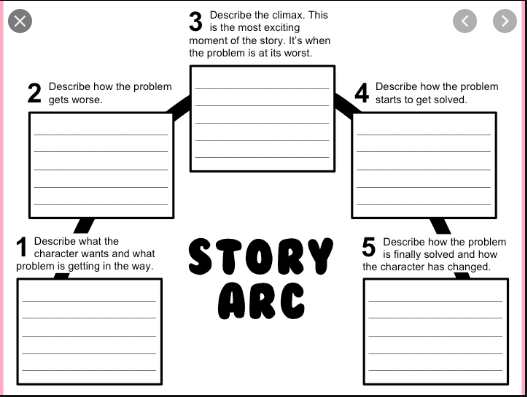 1 Describe what the
character wants and what
problem is getting in the way.
2 Describe how the problem
gets worse.
3 Describe the climax. This
is the most exciting
moment of the story. It's when
the problem is at its worst.
4 Describe how the problem
starts to get solved.
5 Describe how the problem
is finally solved and how
the character has changed.
STORY
ARC